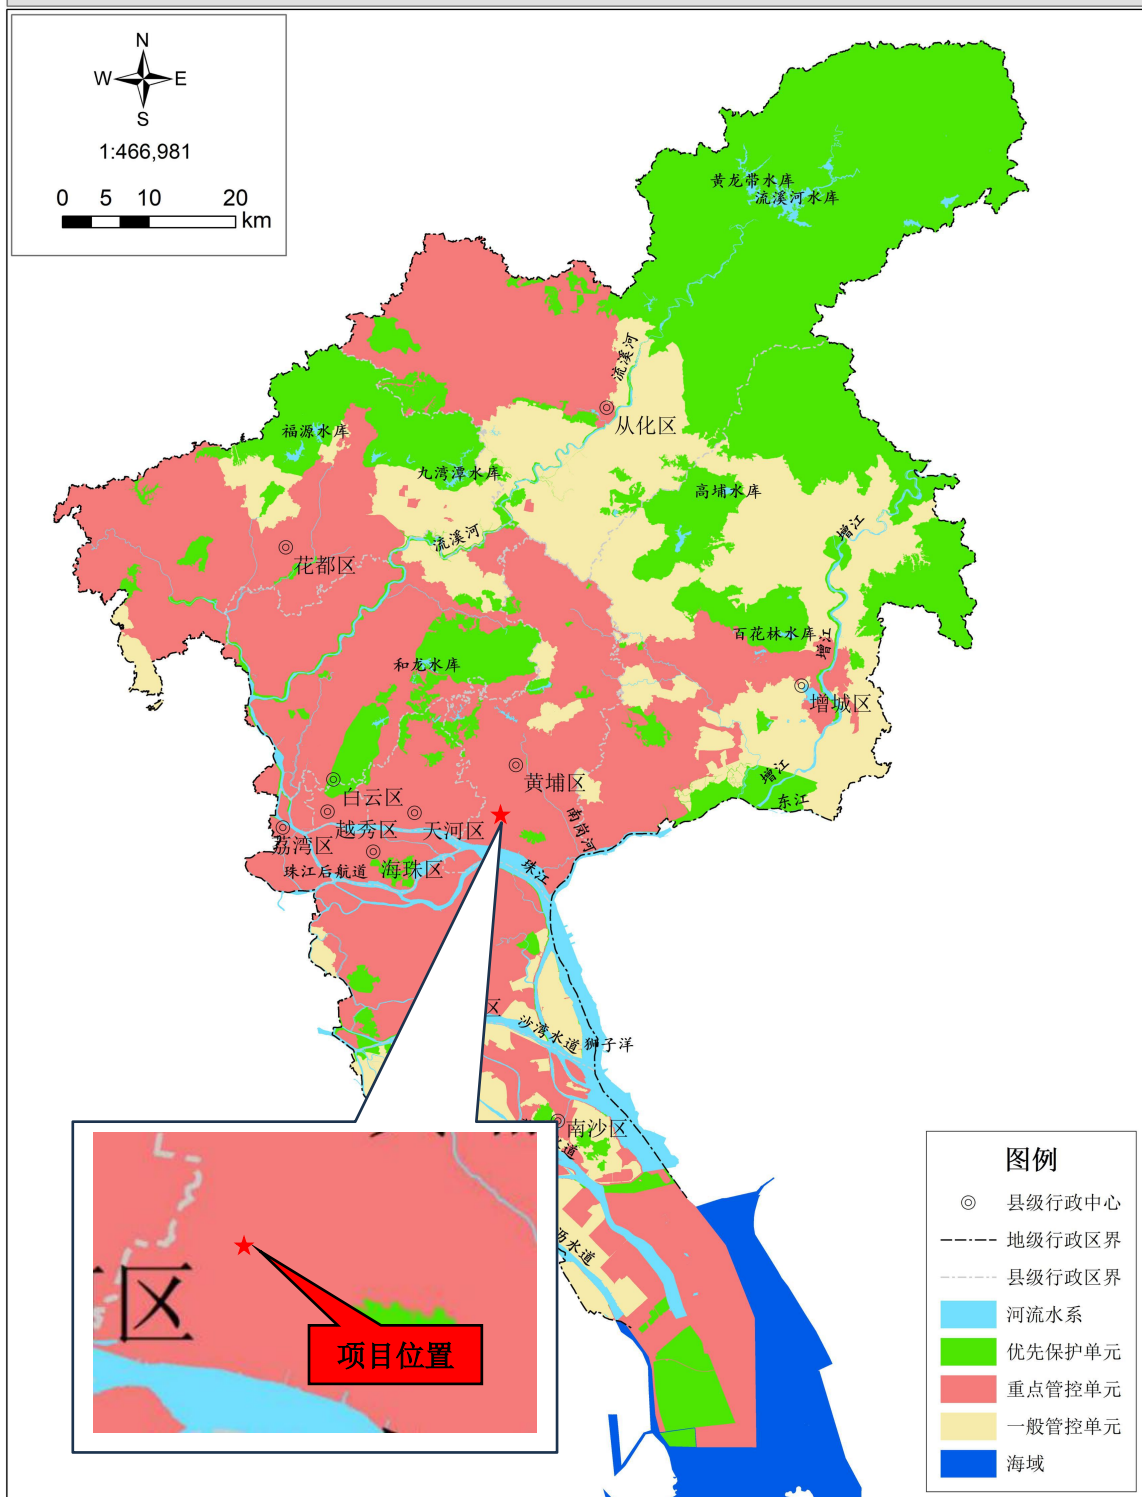 N
W E
S
1:466,981
0 5 10 20
km
黄龙带水库
流溪河水库
流溪河
从化区
福源水库
九湾潭水库
高埔水库
流溪河
增江
花都区
百花林水库
增江
和龙水库
增城区
黄埔区
增江
东江
白云区
越秀区
天河区
南岗河
荔湾区
海珠区
珠江后航道
珠江
区
沙湾水道
狮子洋
南沙区
道
沥水道
区
项目位置
图例
县级行政中心
地级行政区界
县级行政区界
河流水系
优先保护单元
重点管控单元
一般管控单元
海域